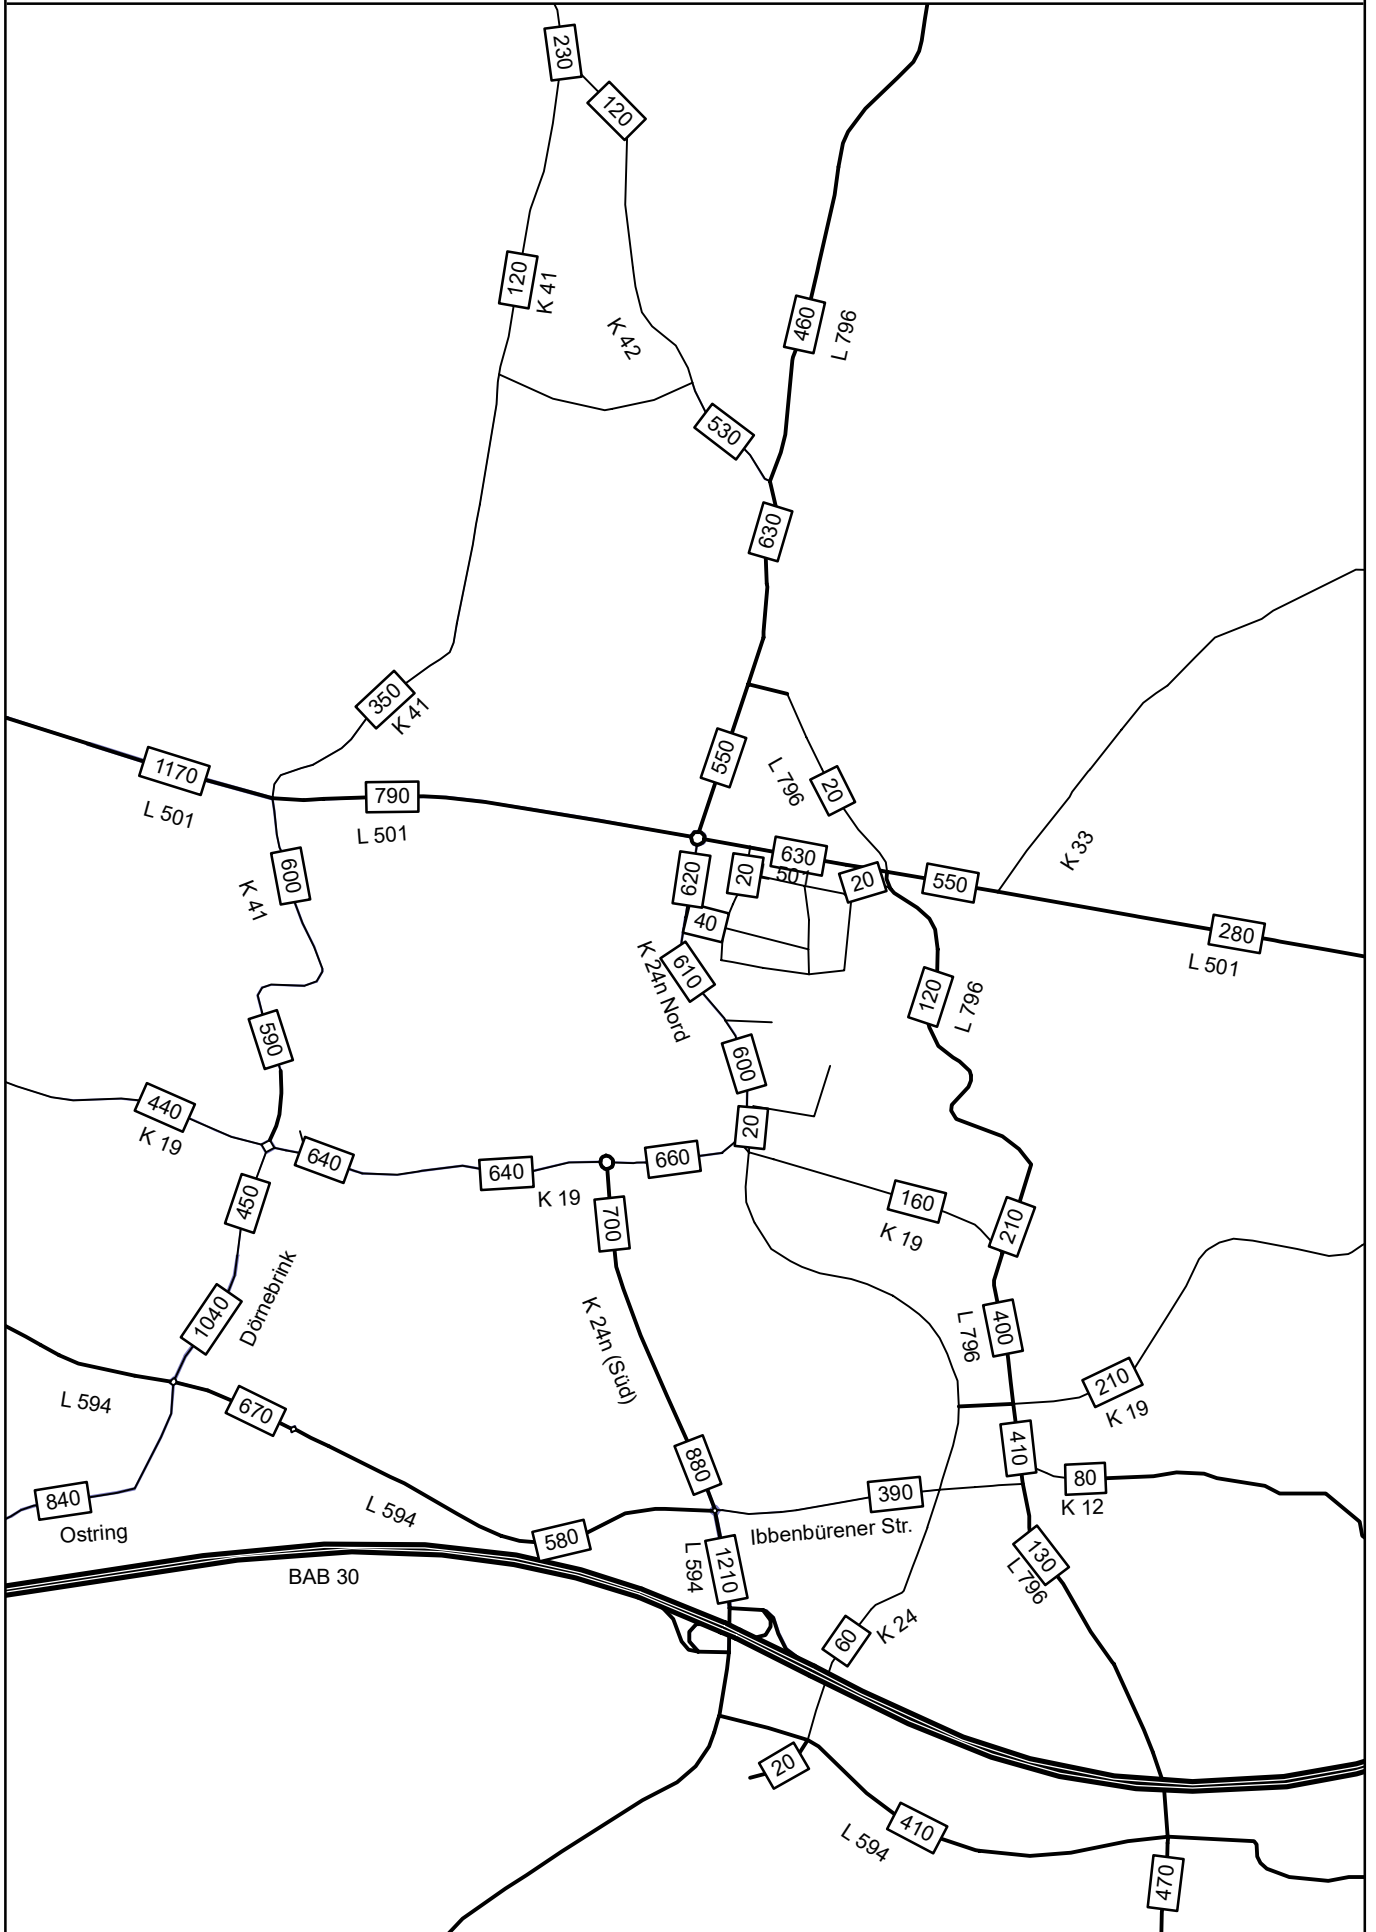 230
120
120
K 41
K 42
460
L 796
530
630
350
K 41
550
L 796
20
1170
L 501
790
L 501
630
L 501
620
20
20
550
K 33
600
K 41
40
280
L 501
610
K 24n Nord
120
L 796
590
600
440
K 19
20
640
640
K 19
660
160
K 19
450
700
210
Dörnebrink
1040
K 24n (Süd)
L 796
400
L 594
670
210
K 19
410
880
80
K 12
840
Ostring
L 594
390
Ibbenbürener Str.
580
130
L 796
BAB 30
L 594
1210
60
K 24
20
410
L 594
470